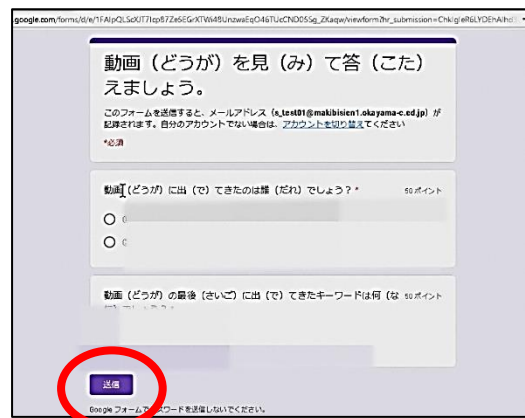 動画（どうが）を見（み）て答（こた）
えましょう。
このフォームを送信すると、メールアドレス（s_test01@makibisien1.okayama-c.ed.jp）が
記録されます。自分のアカウントでない場合は、アカウントを切り替えてください
*必須
動画（どうが）に出（で）てきたのは誰（だれ）でしょう？*
50 ポイント
動画（どうが）の最後（さいご）に出（で）てきたキーワードは何（な
50 ポイント
送信
Google フォームでパスワードを送信しないでください。